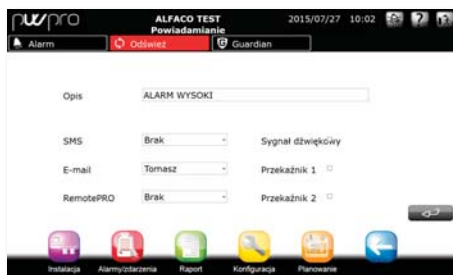 pwpro
ALFACO TEST
2015/07/27 10:02
Powiadamianie
Alarm
Odśwież
Guardian
Opis
ALARM WYSOKI
SMS
Brak
Sygnał dźwiękowy
E-mail
Tomasz
Przekaźnik 1
RemotePRO
Brak
Przekaźnik 2
Instalacja
Alarmy/zdarzenia
Raport
Konfiguracja
Planowanie